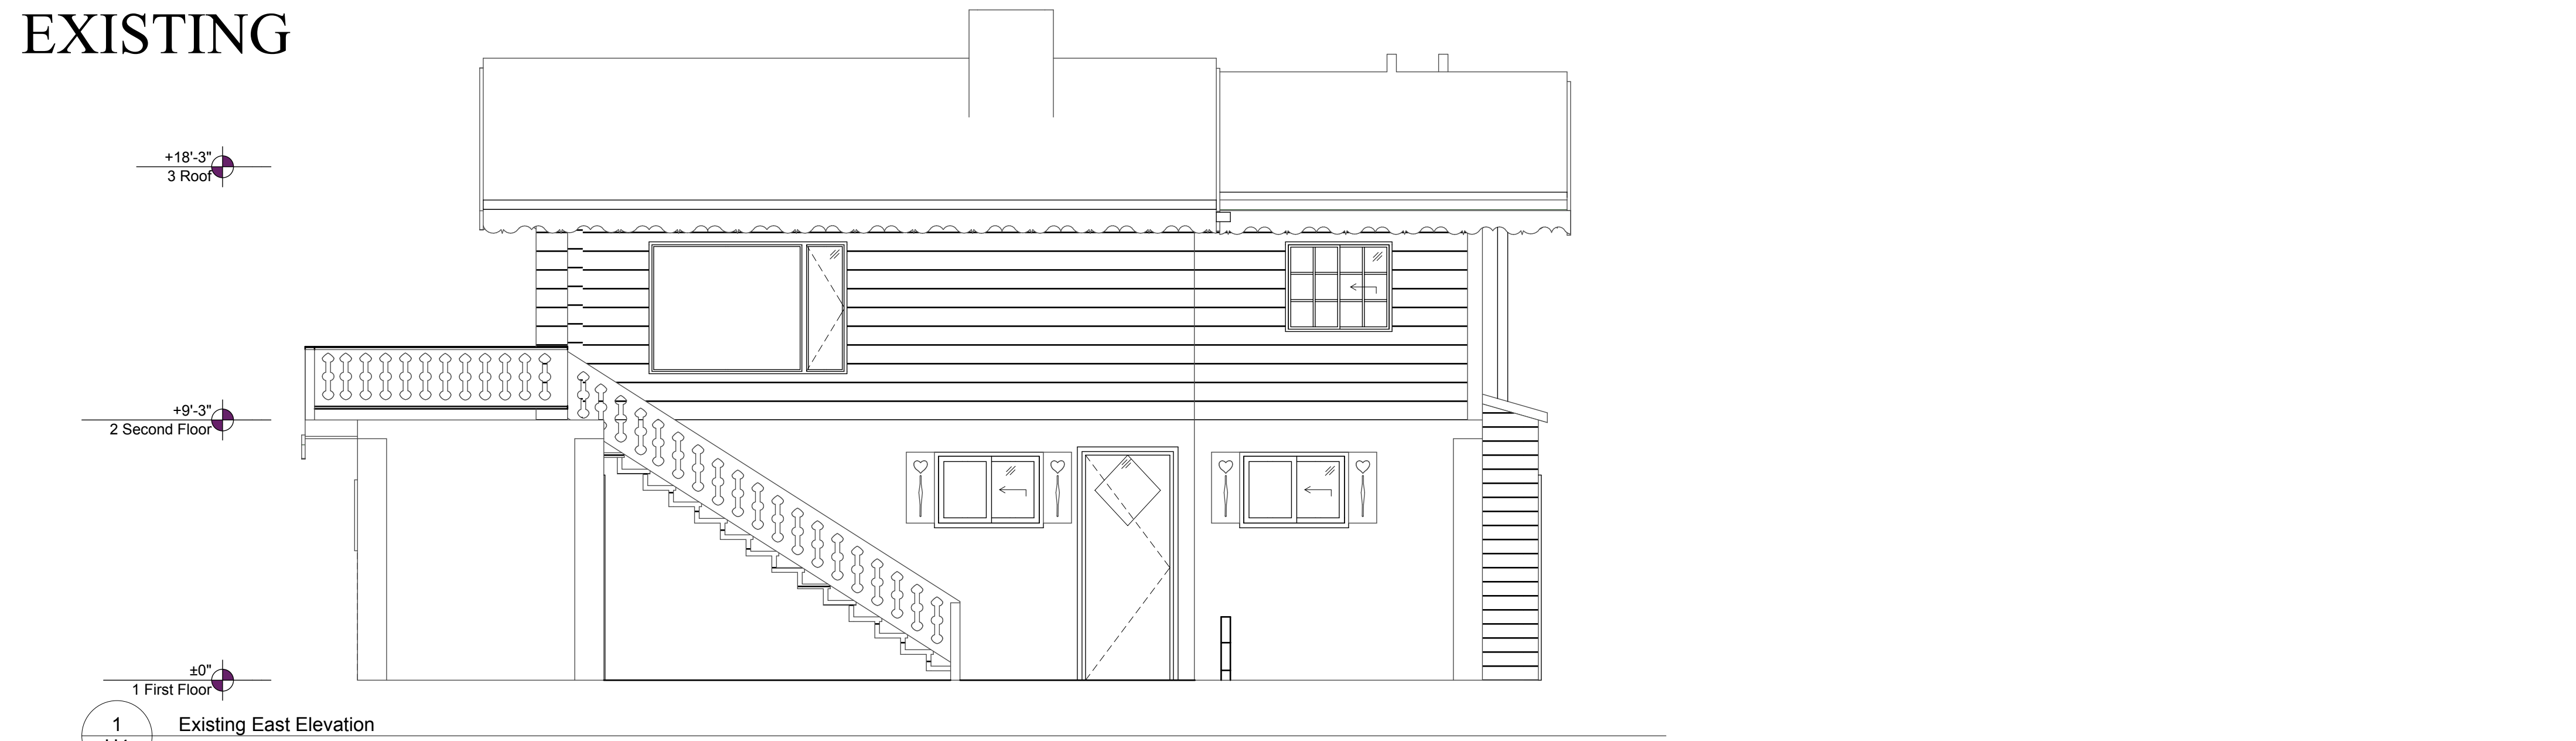 EXISTING
+18'-3"
3 Roof
+9'-3"
2 Second Floor
±0"
1 First Floor
1
Existing East Elevation